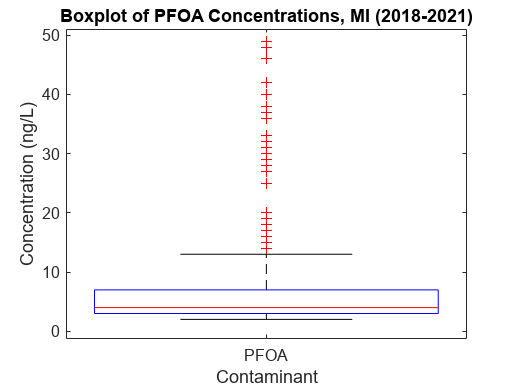 Boxplot of PFOA Concentrations, MI (2018-2021)
50
40
30
20
10
0
Concentration (ng/L)
PFOA
Contaminant